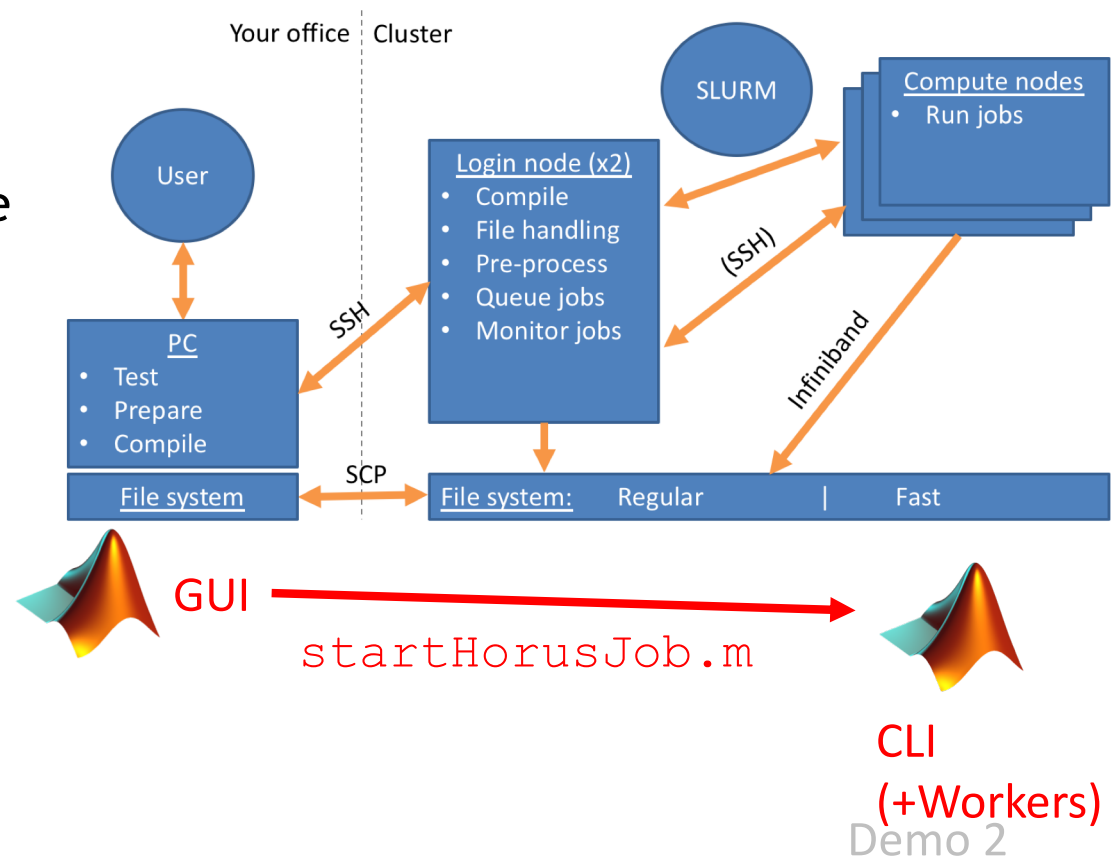 Your office
Cluster
SLURM
Compute nodes
• Run jobs
User
e
Login node (x2)
• Compile
• File handling
• Pre-process
• Queue jobs
• Monitor jobs
(SSH)
SSH
PC
• Test
• Prepare
• Compile
Infiniband
SCP
File system
File system: Regular | Fast
GUI
startHorusJob.m
CLI
(+Workers)
Demo 2